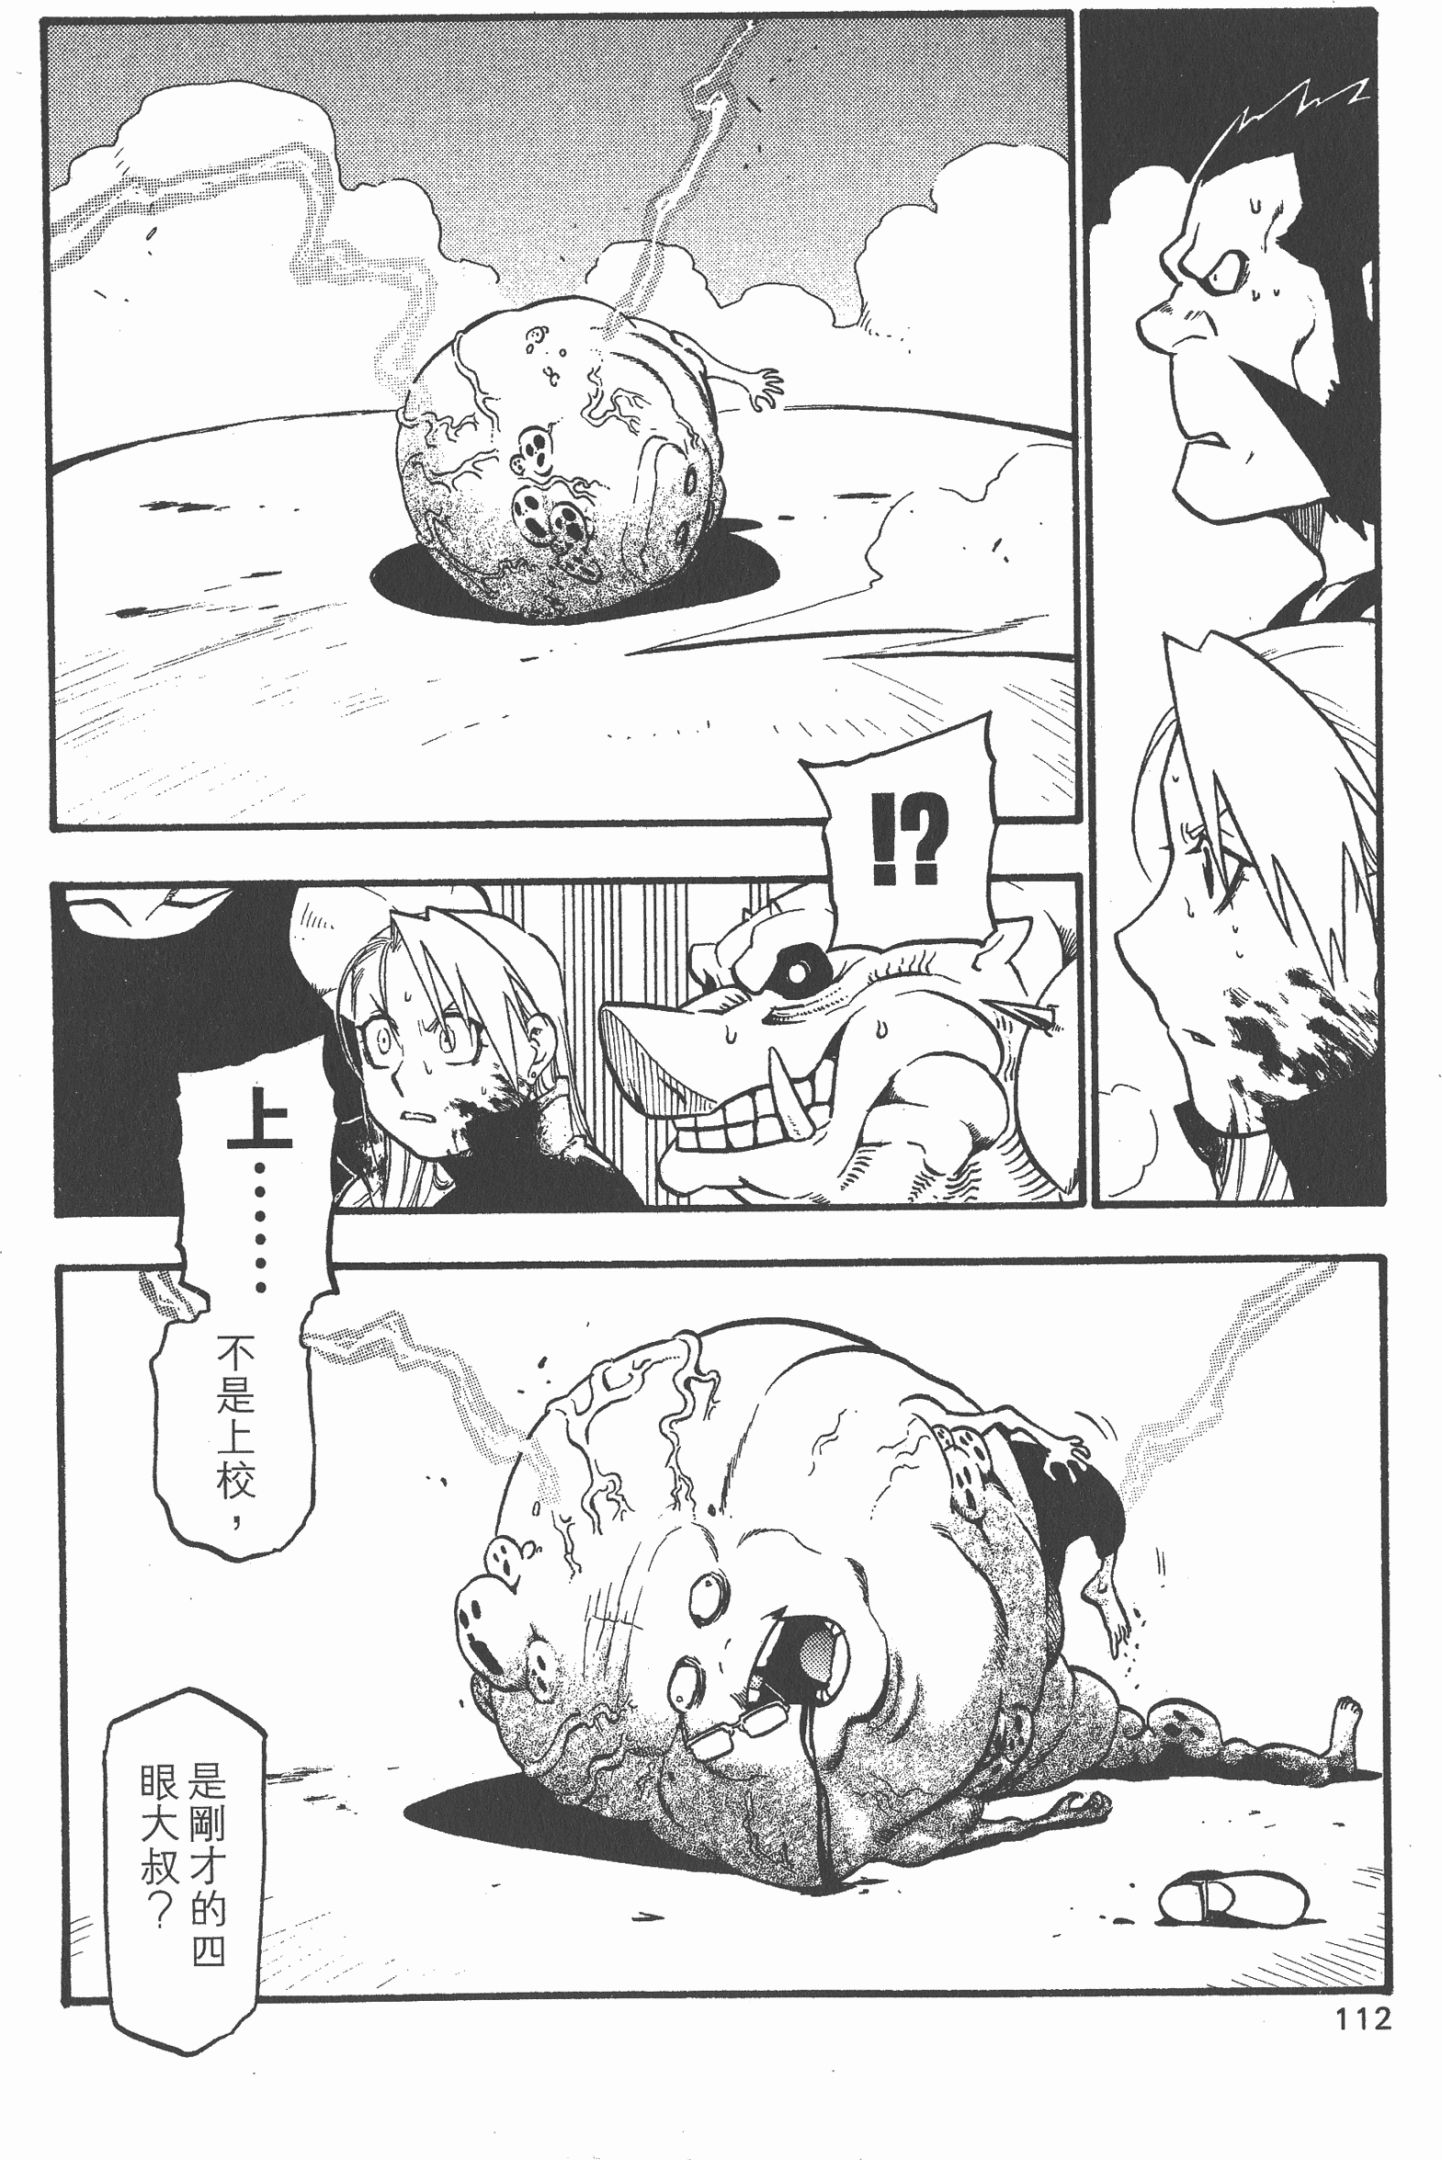 !?
上……
不是上校，
是剛才的四
眼大叔？
112